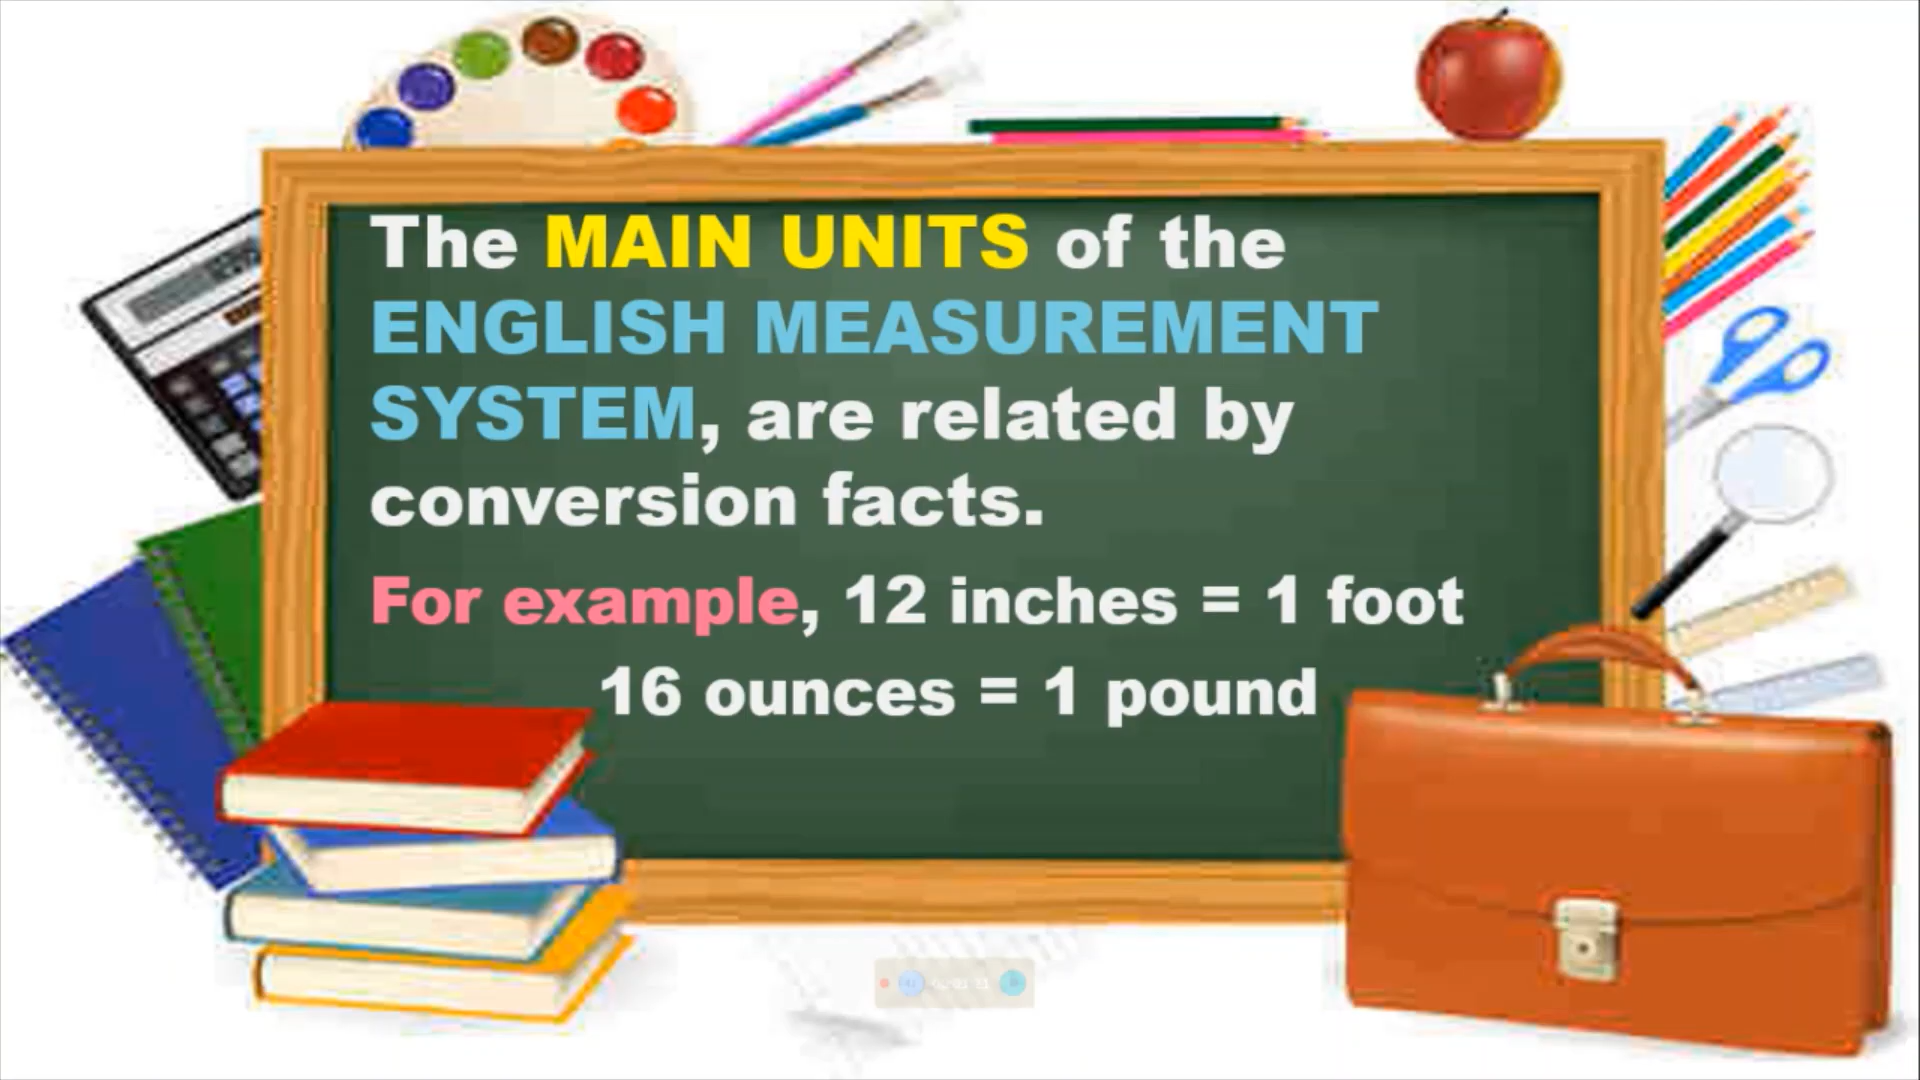 The MAIN UNITS of the
ENGLISH MEASUREMENT
SYSTEM, are related by
conversion facts.
For example, 12 inches = 1 foot
16 ounces = 1 pound